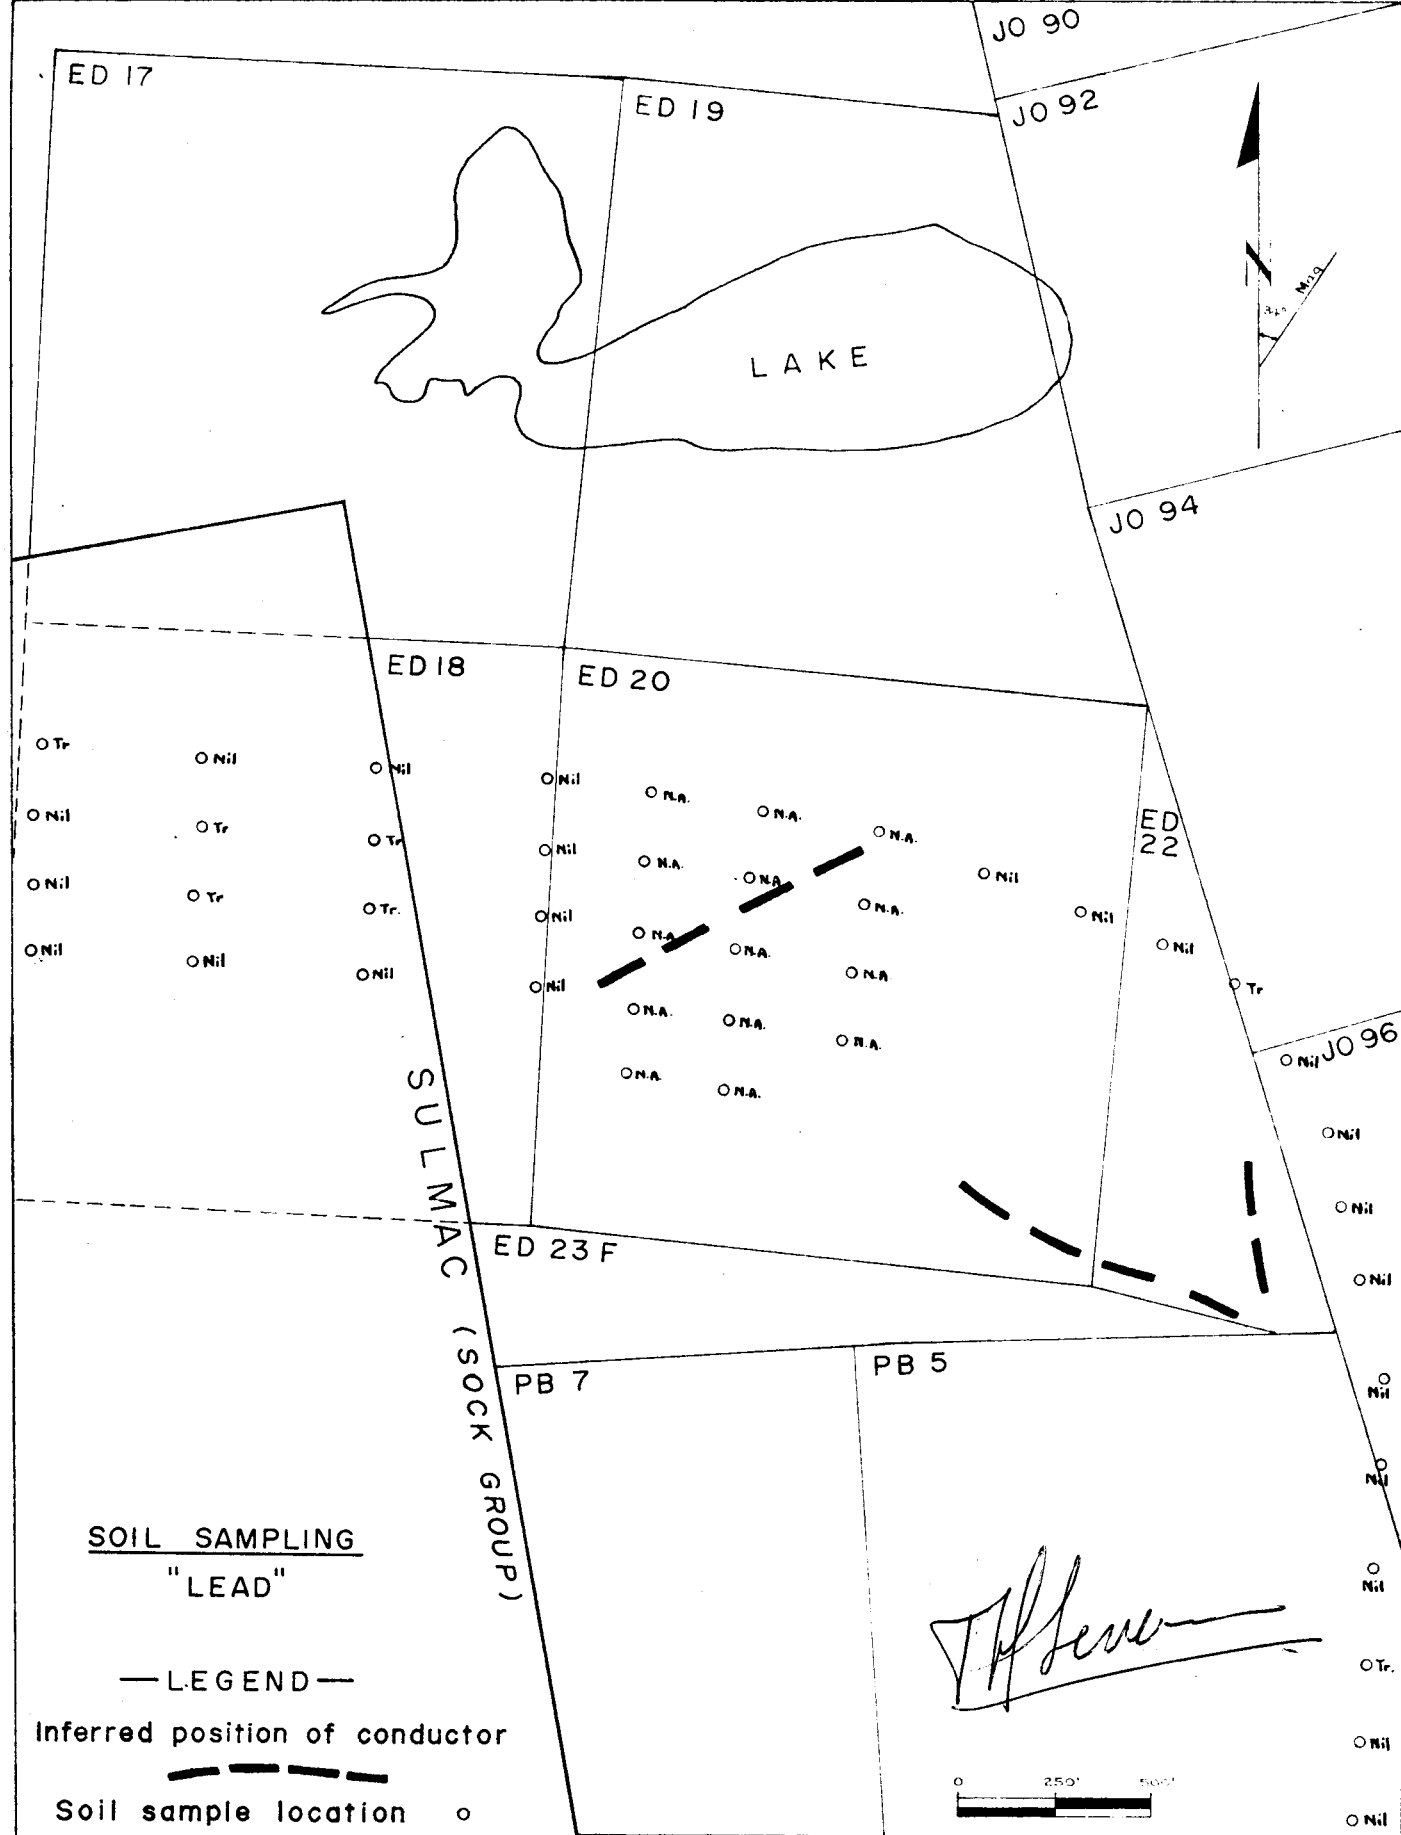 JO 90
ED 17
ED 19
JO 92
Mag
LAKE
JO 94
ED 18
ED 20
Tr
Nil
Nil
Nil
N.A.
N.A.
N.A.
ED
22
Nil
Tr
Tr
Nil
N.A.
N.A.
Nil
N.A.
Nil
Nil
Tr
Tr.
Nil
N.A.
N.A.
N.A.
Nil
Tr
Nil
Nil
Nil
Nil
N.A.
N.A.
N.A.
Nil
JO 96
N.A.
N.A.
Nil
Nil
Nil
SULMAC (SOCK GROUP)
ED 23 F
PB 7
PB 5
Nil
Nil
Nil
Tr.
Nil
Nil
SOIL SAMPLING
"LEAD"
—LEGEND—
Inferred position of conductor
Soil sample location
0 250' 500'